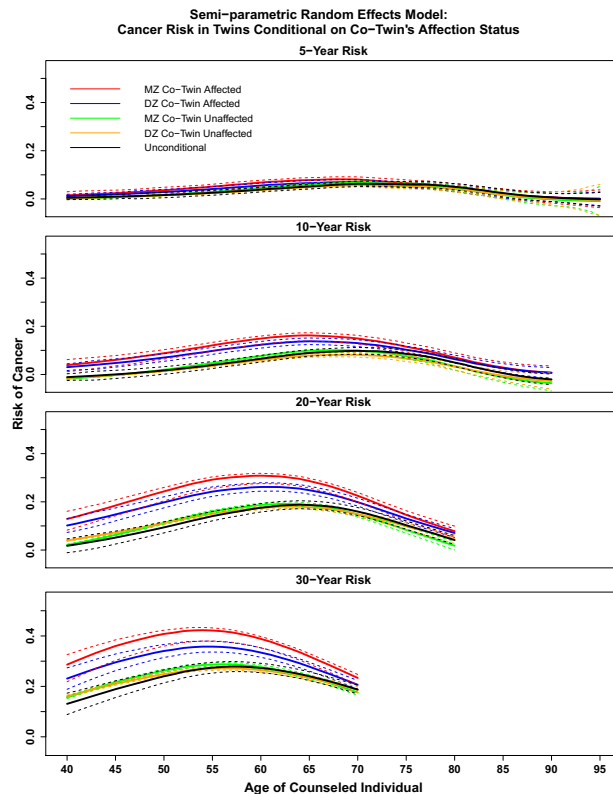 Semi−parametric Random Effects Model:
Cancer Risk in Twins Conditional on Co−Twin's Affection Status
5−Year Risk
MZ Co−Twin Affected
DZ Co−Twin Affected
MZ Co−Twin Unaffected
DZ Co−Twin Unaffected
Unconditional
0.4
0.2
0.0
10−Year Risk
0.4
0.2
0.0
Risk of Cancer
20−Year Risk
0.4
0.2
0.0
30−Year Risk
0.4
0.2
0.0
40 45 50 55 60 65 70 75 80 85 90 95
Age of Counseled Individual